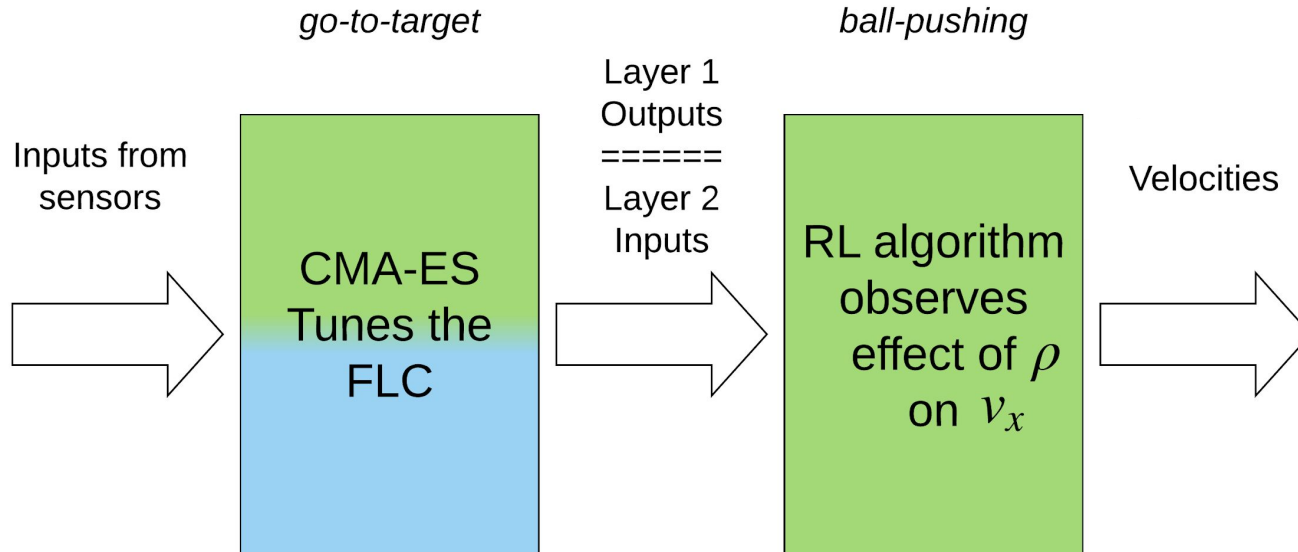 go-to-target
ball-pushing
Inputs from
sensors
CMA-ES
Tunes the
FLC
Layer 1
Outputs
======
Layer 2
Inputs
RL algorithm
observes
effect of ρ
on vₓ
Velocities